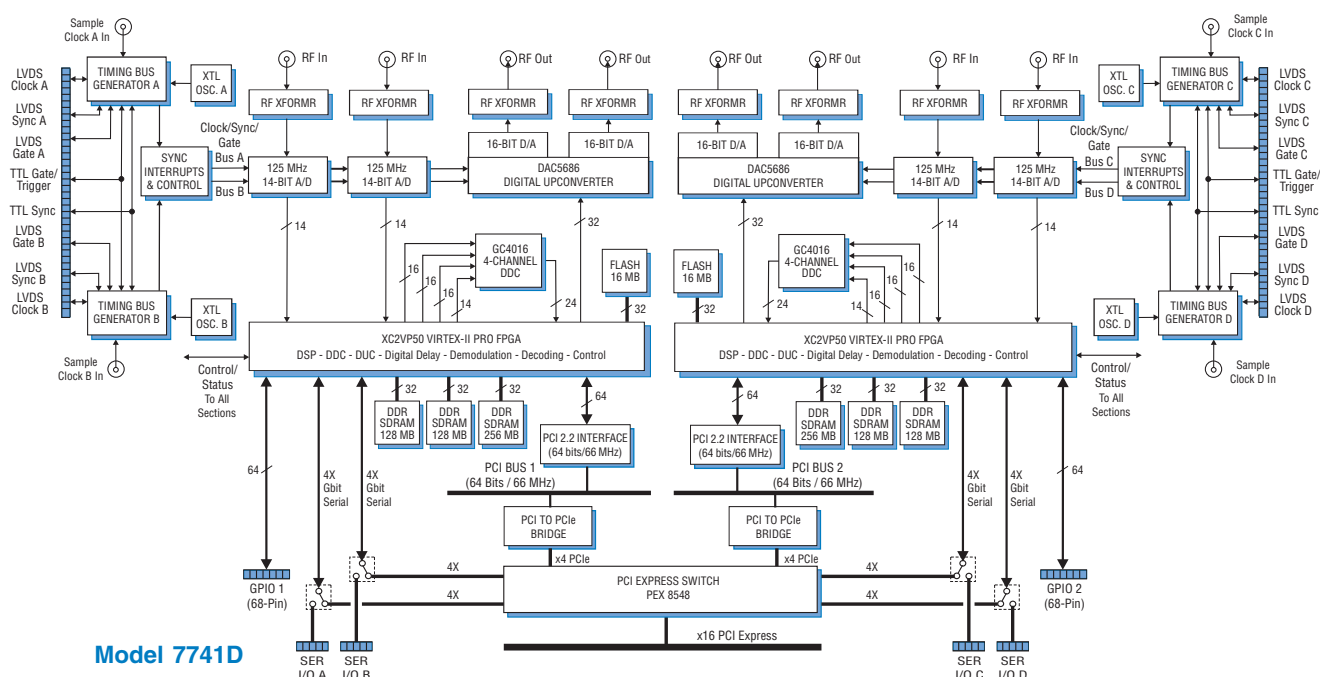 Sample
Clock A In
LVDS
Clock A
LVDS
Sync A
LVDS
Gate A
TTL Gate/
Trigger
TTL Sync
LVDS
Gate B
LVDS
Sync B
LVDS
Clock B
TIMING BUS
GENERATOR A
XTL
OSC. A
Clock/Sync/
Gate
Bus A
Bus B
SYNC
INTERRUPTS
& CONTROL
TIMING BUS
GENERATOR B
XTL
OSC. B
Sample
Clock B In
Control/
Status
To All
Sections
RF In
RF In
RF Out
RF Out
RF XFORMR
RF XFORMR
RF XFORMR
RF XFORMR
16-BIT D/A
16-BIT D/A
125 MHz
14-BIT A/D
125 MHz
14-BIT A/D
DAC5686
DIGITAL UPCONVERTER
14
14
32
GC4016
4-CHANNEL
DDC
16
16
16
14
24
FLASH
16 MB
32
XC2VP50 VIRTEX-II PRO FPGA
DSP - DDC - DUC - Digital Delay - Demodulation - Decoding - Control
32
32
32
64
DDR
SDRAM
128 MB
DDR
SDRAM
128 MB
DDR
SDRAM
256 MB
PCI 2.2 INTERFACE
(64 bits/66 MHz)
64
4X
Gbit
Serial
4X
Gbit
Serial
PCI BUS 1
(64 Bits / 66 MHz)
PCI TO PCIe
BRIDGE
x4 PCIe
GPIO 1
(68-Pin)
4X
4X
SER
I/O A
SER
I/O B
PCI EXPRESS SWITCH
PEX 8548
x16 PCI Express
RF Out
RF Out
RF In
RF In
RF XFORMR
RF XFORMR
RF XFORMR
RF XFORMR
16-BIT D/A
16-BIT D/A
DAC5686
DIGITAL UPCONVERTER
125 MHz
14-BIT A/D
125 MHz
14-BIT A/D
32
14
14
FLASH
16 MB
32
GC4016
4-CHANNEL
DDC
24
14
16
16
16
XC2VP50 VIRTEX-II PRO FPGA
DSP - DDC - DUC - Digital Delay - Demodulation - Decoding - Control
64
32
32
32
PCI 2.2 INTERFACE
(64 bits/66 MHz)
DDR
SDRAM
256 MB
DDR
SDRAM
128 MB
DDR
SDRAM
128 MB
PCI BUS 2
(64 Bits / 66 MHz)
PCI TO PCIe
BRIDGE
x4 PCIe
4X
Gbit
Serial
4X
Gbit
Serial
64
4X
4X
GPIO 2
(68-Pin)
SER
I/O C
SER
I/O D
Sample
Clock C In
XTL
OSC. C
TIMING BUS
GENERATOR C
Clock/Sync/
Gate
Bus C
Bus D
SYNC
INTERRUPTS
& CONTROL
XTL
OSC. D
TIMING BUS
GENERATOR D
Sample
Clock D In
Control/
Status
To All
Sections
LVDS
Clock C
LVDS
Sync C
LVDS
Gate C
TTL Gate/
Trigger
TTL Sync
LVDS
Gate D
LVDS
Sync D
LVDS
Clock D
Model 7741D